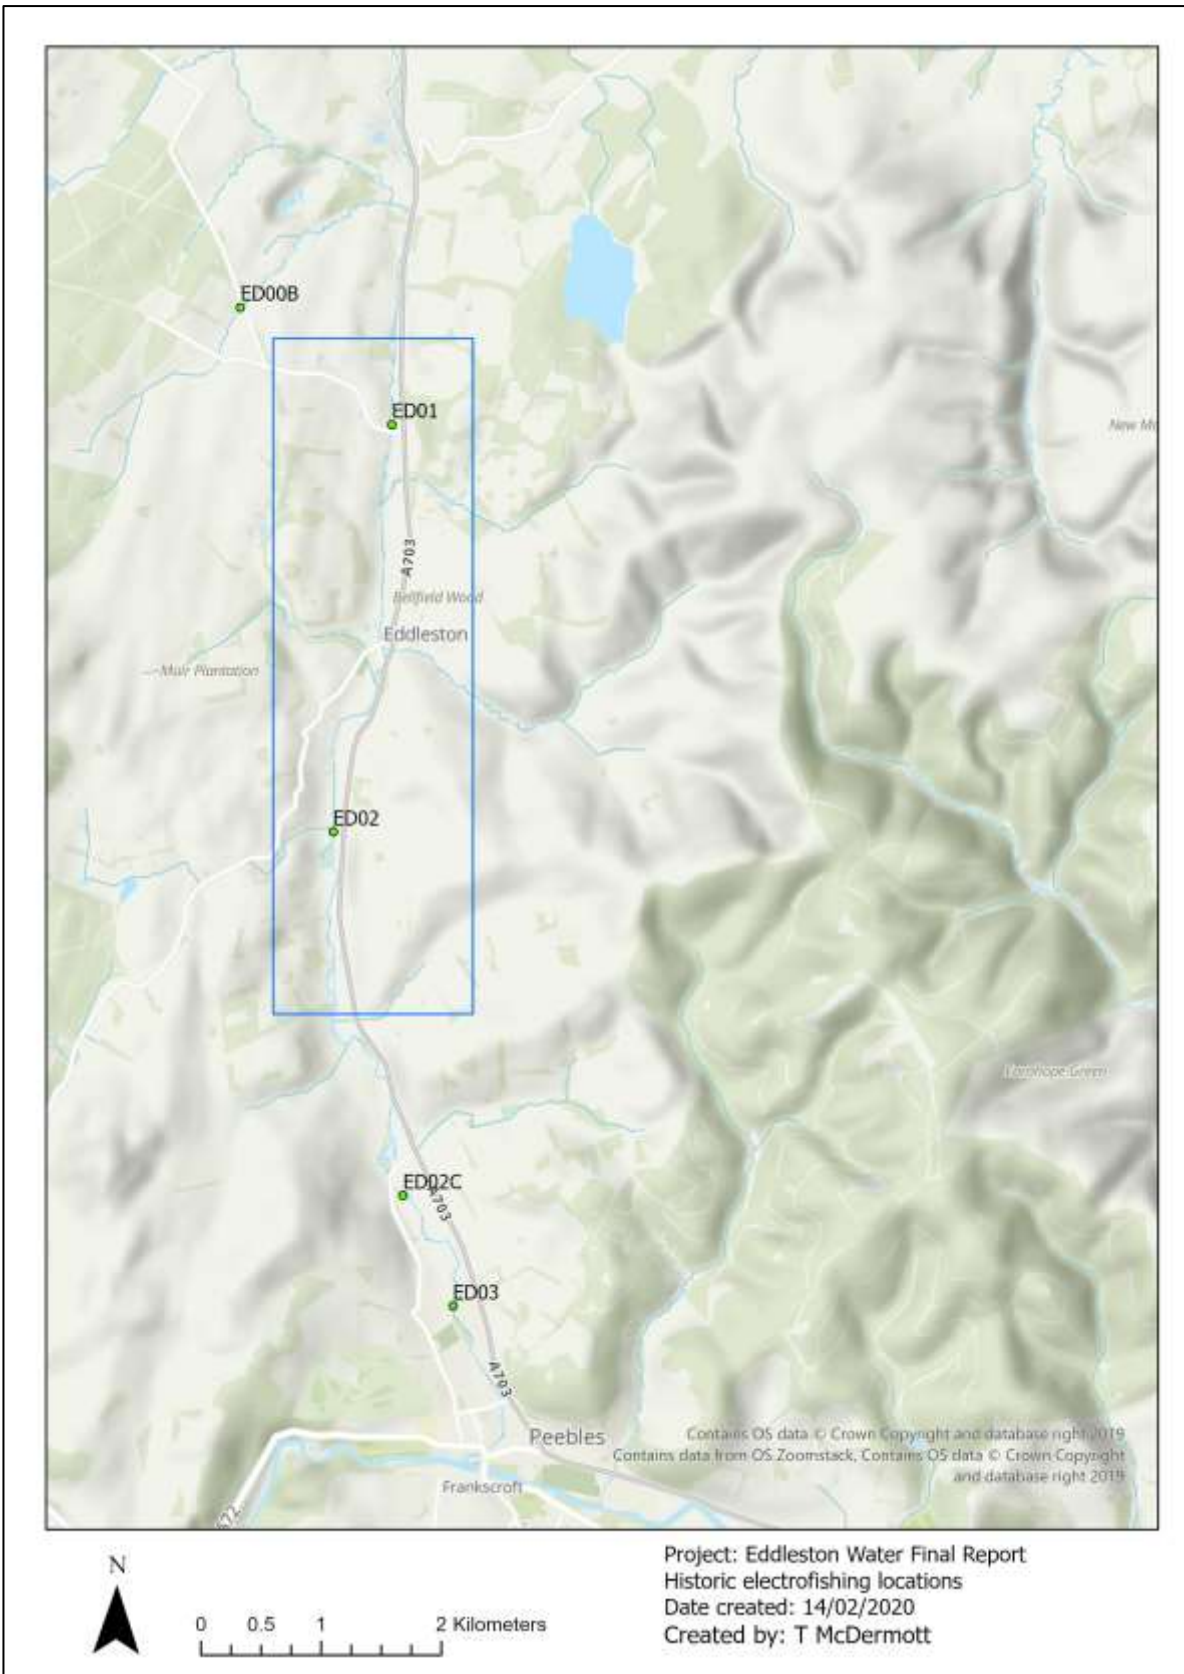 ED00B
ED01
New M
A703
Bellfield Wood
Eddleston
Muir Plantation
ED02
ED02C
A703
ED03
A703
Peebles
Contains OS data © Crown Copyright and database right 2019
Contains data from OS Zoomstack, Contains OS data © Crown Copyright
and database right 2019
Frankscroft
72
N
0 0.5 1 2 Kilometers
Project: Eddleston Water Final Report
Historic electrofishing locations
Date created: 14/02/2020
Created by: T McDermott